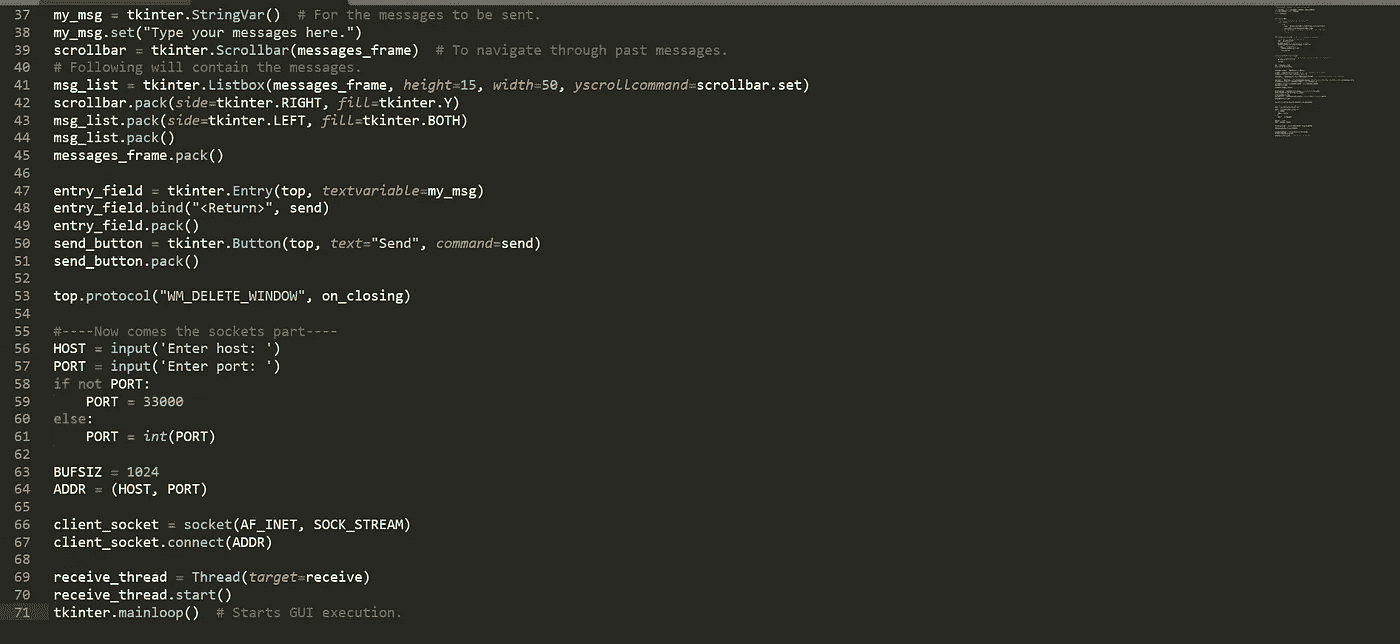 37 my_msg = tkinter.StringVar()  # For the messages to be sent.
38 my_msg.set("Type your messages here.")
39 scrollbar = tkinter.Scrollbar(messages_frame)  # To navigate through past messages.
40 # Following will contain the messages.
41 msg_list = tkinter.Listbox(messages_frame, height=15, width=50, yscrollcommand=scrollbar.set)
42 scrollbar.pack(side=tkinter.RIGHT, fill=tkinter.Y)
43 msg_list.pack(side=tkinter.LEFT, fill=tkinter.BOTH)
44 msg_list.pack()
45 messages_frame.pack()
46
47 entry_field = tkinter.Entry(top, textvariable=my_msg)
48 entry_field.bind("<Return>", send)
49 entry_field.pack()
50 send_button = tkinter.Button(top, text="Send", command=send)
51 send_button.pack()
52
53 top.protocol("WM_DELETE_WINDOW", on_closing)
54
55 #----Now comes the sockets part----
56 HOST = input('Enter host: ')
57 PORT = input('Enter port: ')
58 if not PORT:
59     PORT = 33000
60 else:
61     PORT = int(PORT)
62
63 BUFSIZ = 1024
64 ADDR = (HOST, PORT)
65
66 client_socket = socket(AF_INET, SOCK_STREAM)
67 client_socket.connect(ADDR)
68
69 receive_thread = Thread(target=receive)
70 receive_thread.start()
71 tkinter.mainloop()  # Starts GUI execution.